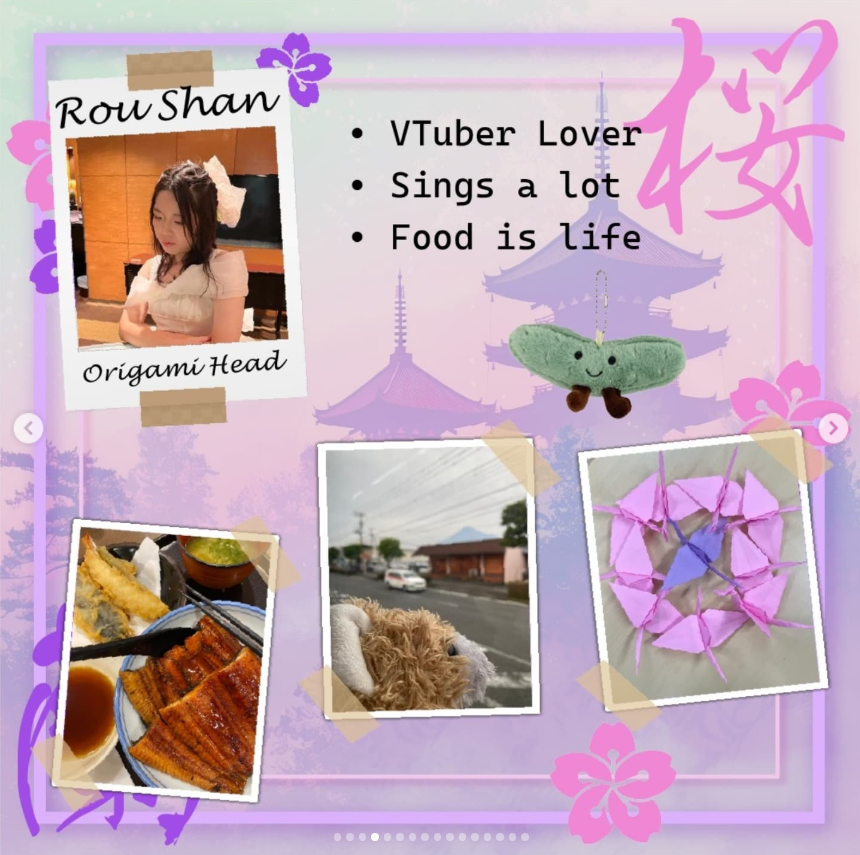 Rou Shan
Origami Head
• VTuber Lover
• Sings a lot
• Food is life
桜